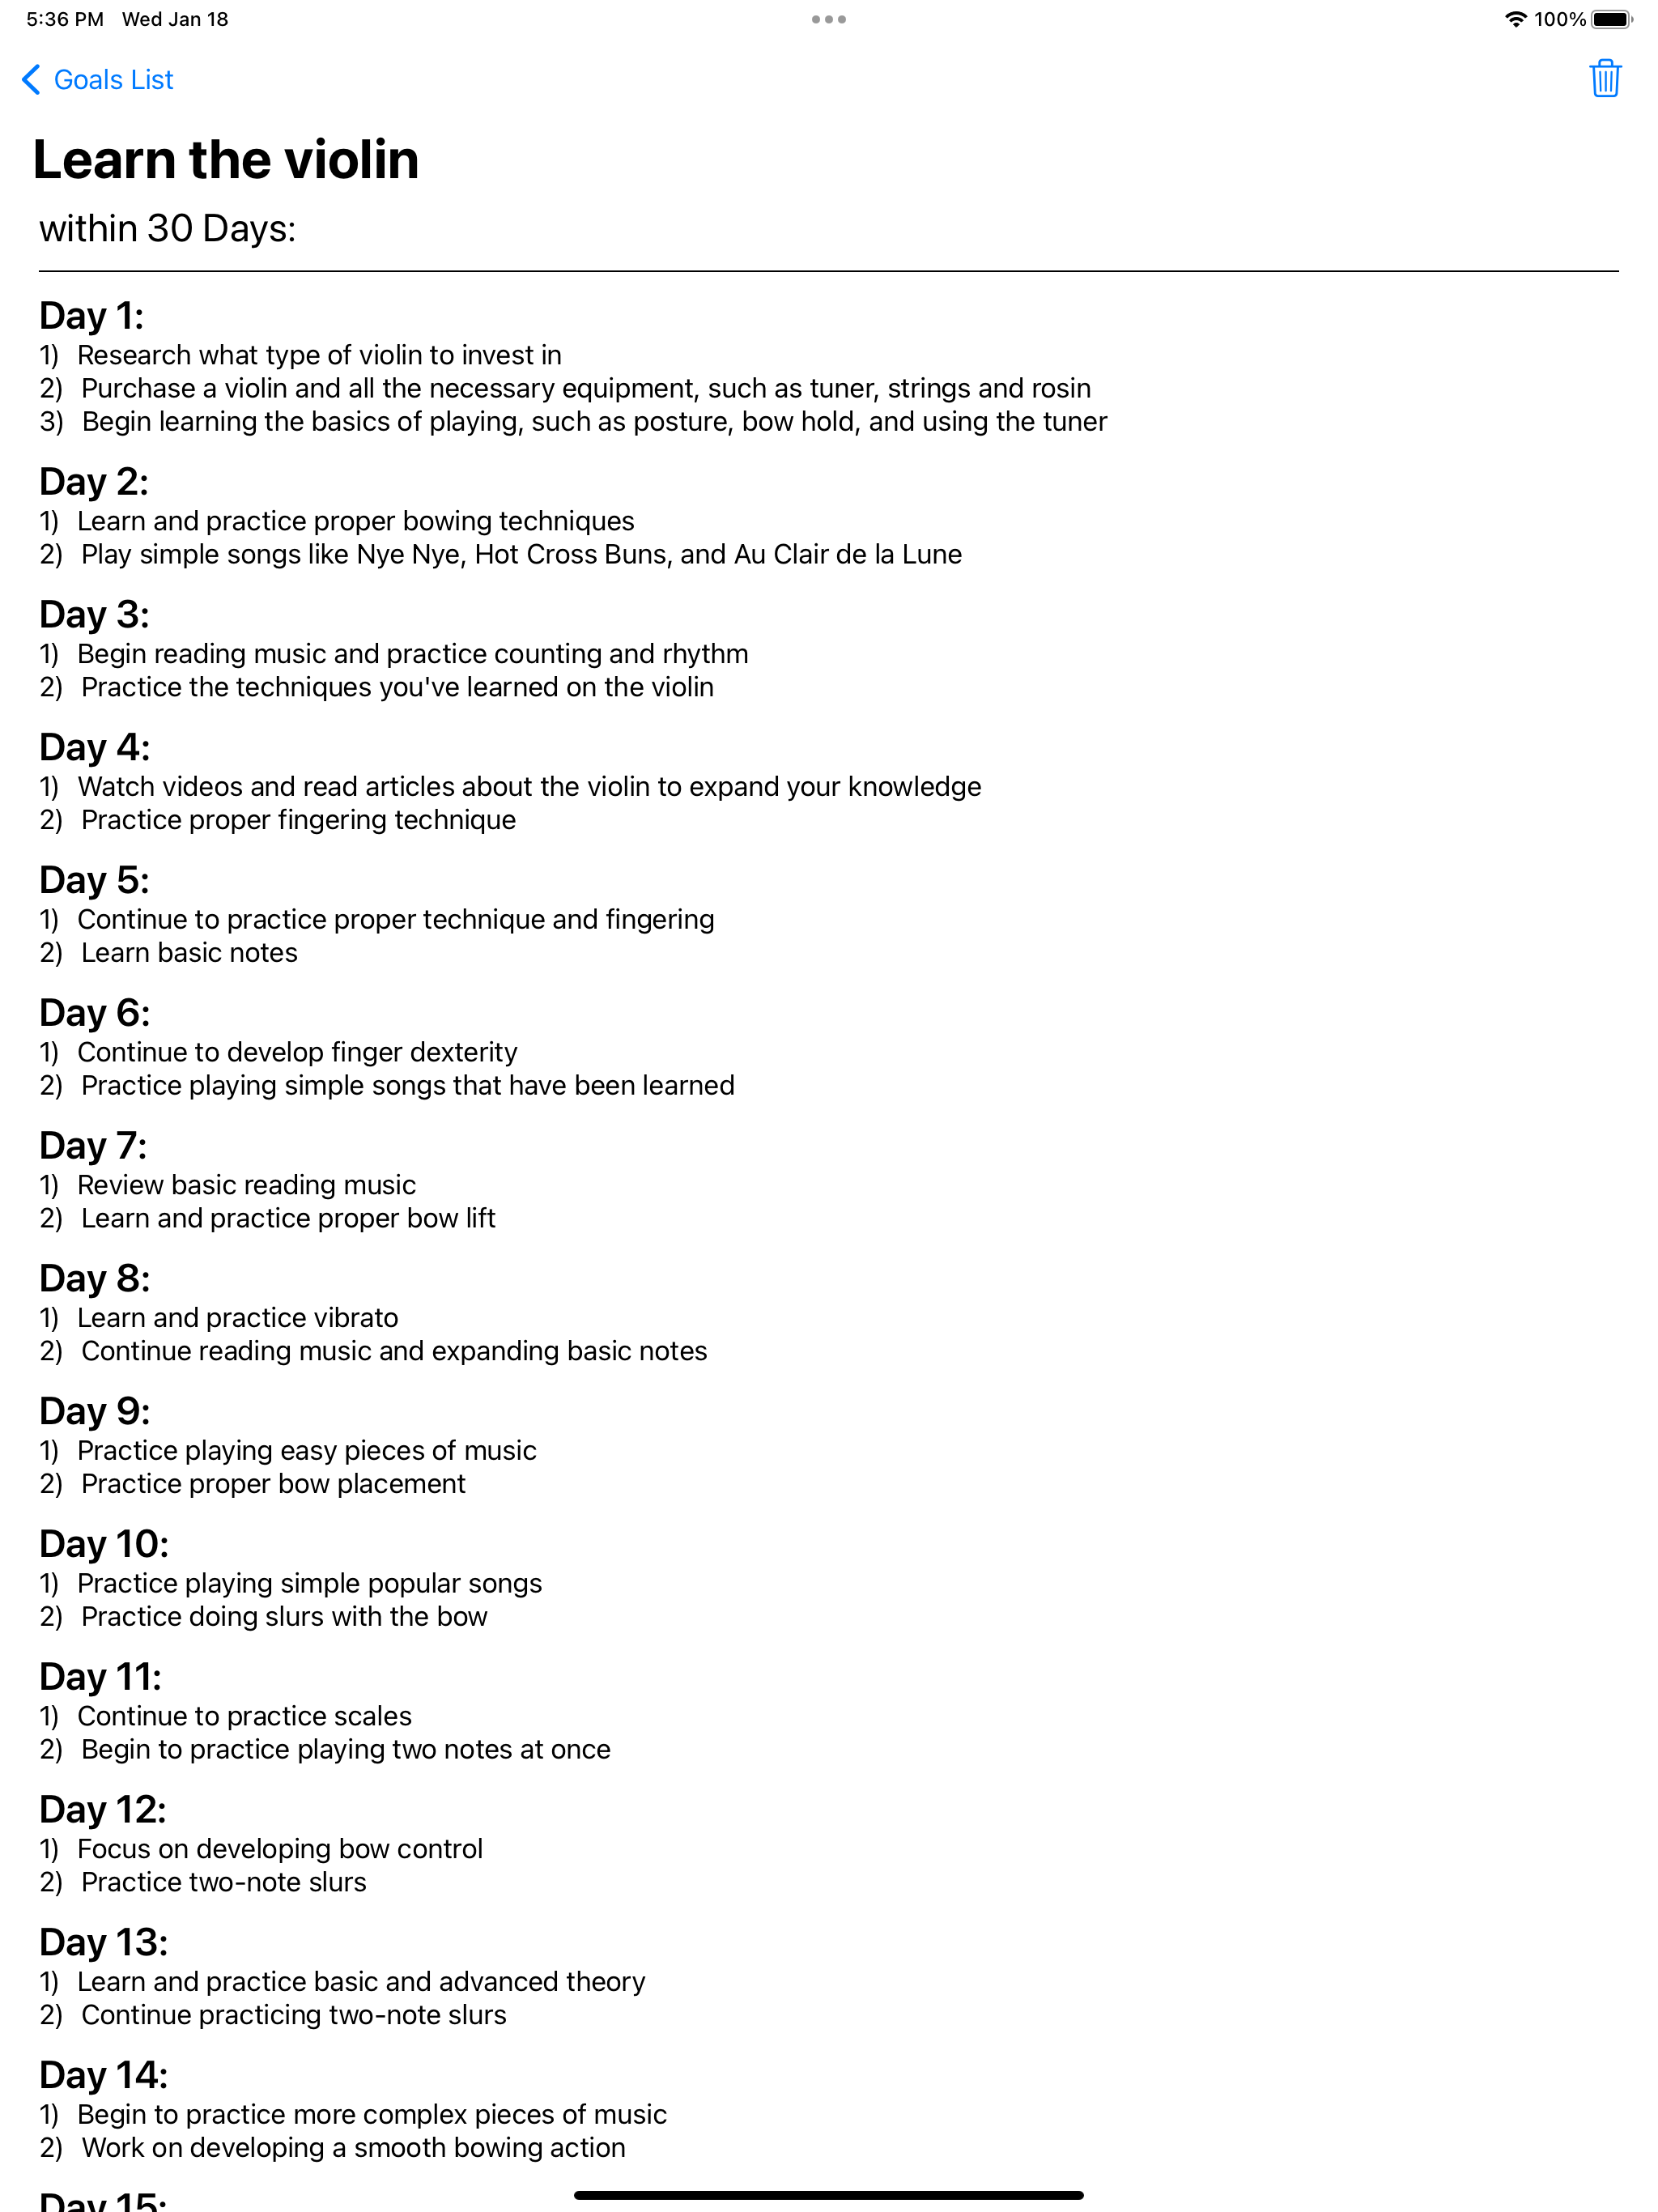 5:36 PM Wed Jan 18
100%
Goals List
Learn the violin
within 30 Days:
Day 1:
1) Research what type of violin to invest in
2) Purchase a violin and all the necessary equipment, such as tuner, strings and rosin
3) Begin learning the basics of playing, such as posture, bow hold, and using the tuner
Day 2:
1) Learn and practice proper bowing techniques
2) Play simple songs like Nye Nye, Hot Cross Buns, and Au Clair de la Lune
Day 3:
1) Begin reading music and practice counting and rhythm
2) Practice the techniques you've learned on the violin
Day 4:
1) Watch videos and read articles about the violin to expand your knowledge
2) Practice proper fingering technique
Day 5:
1) Continue to practice proper technique and fingering
2) Learn basic notes
Day 6:
1) Continue to develop finger dexterity
2) Practice playing simple songs that have been learned
Day 7:
1) Review basic reading music
2) Learn and practice proper bow lift
Day 8:
1) Learn and practice vibrato
2) Continue reading music and expanding basic notes
Day 9:
1) Practice playing easy pieces of music
2) Practice proper bow placement
Day 10:
1) Practice playing simple popular songs
2) Practice doing slurs with the bow
Day 11:
1) Continue to practice scales
2) Begin to practice playing two notes at once
Day 12:
1) Focus on developing bow control
2) Practice two-note slurs
Day 13:
1) Learn and practice basic and advanced theory
2) Continue practicing two-note slurs
Day 14:
1) Begin to practice more complex pieces of music
2) Work on developing a smooth bowing action
Day 15: